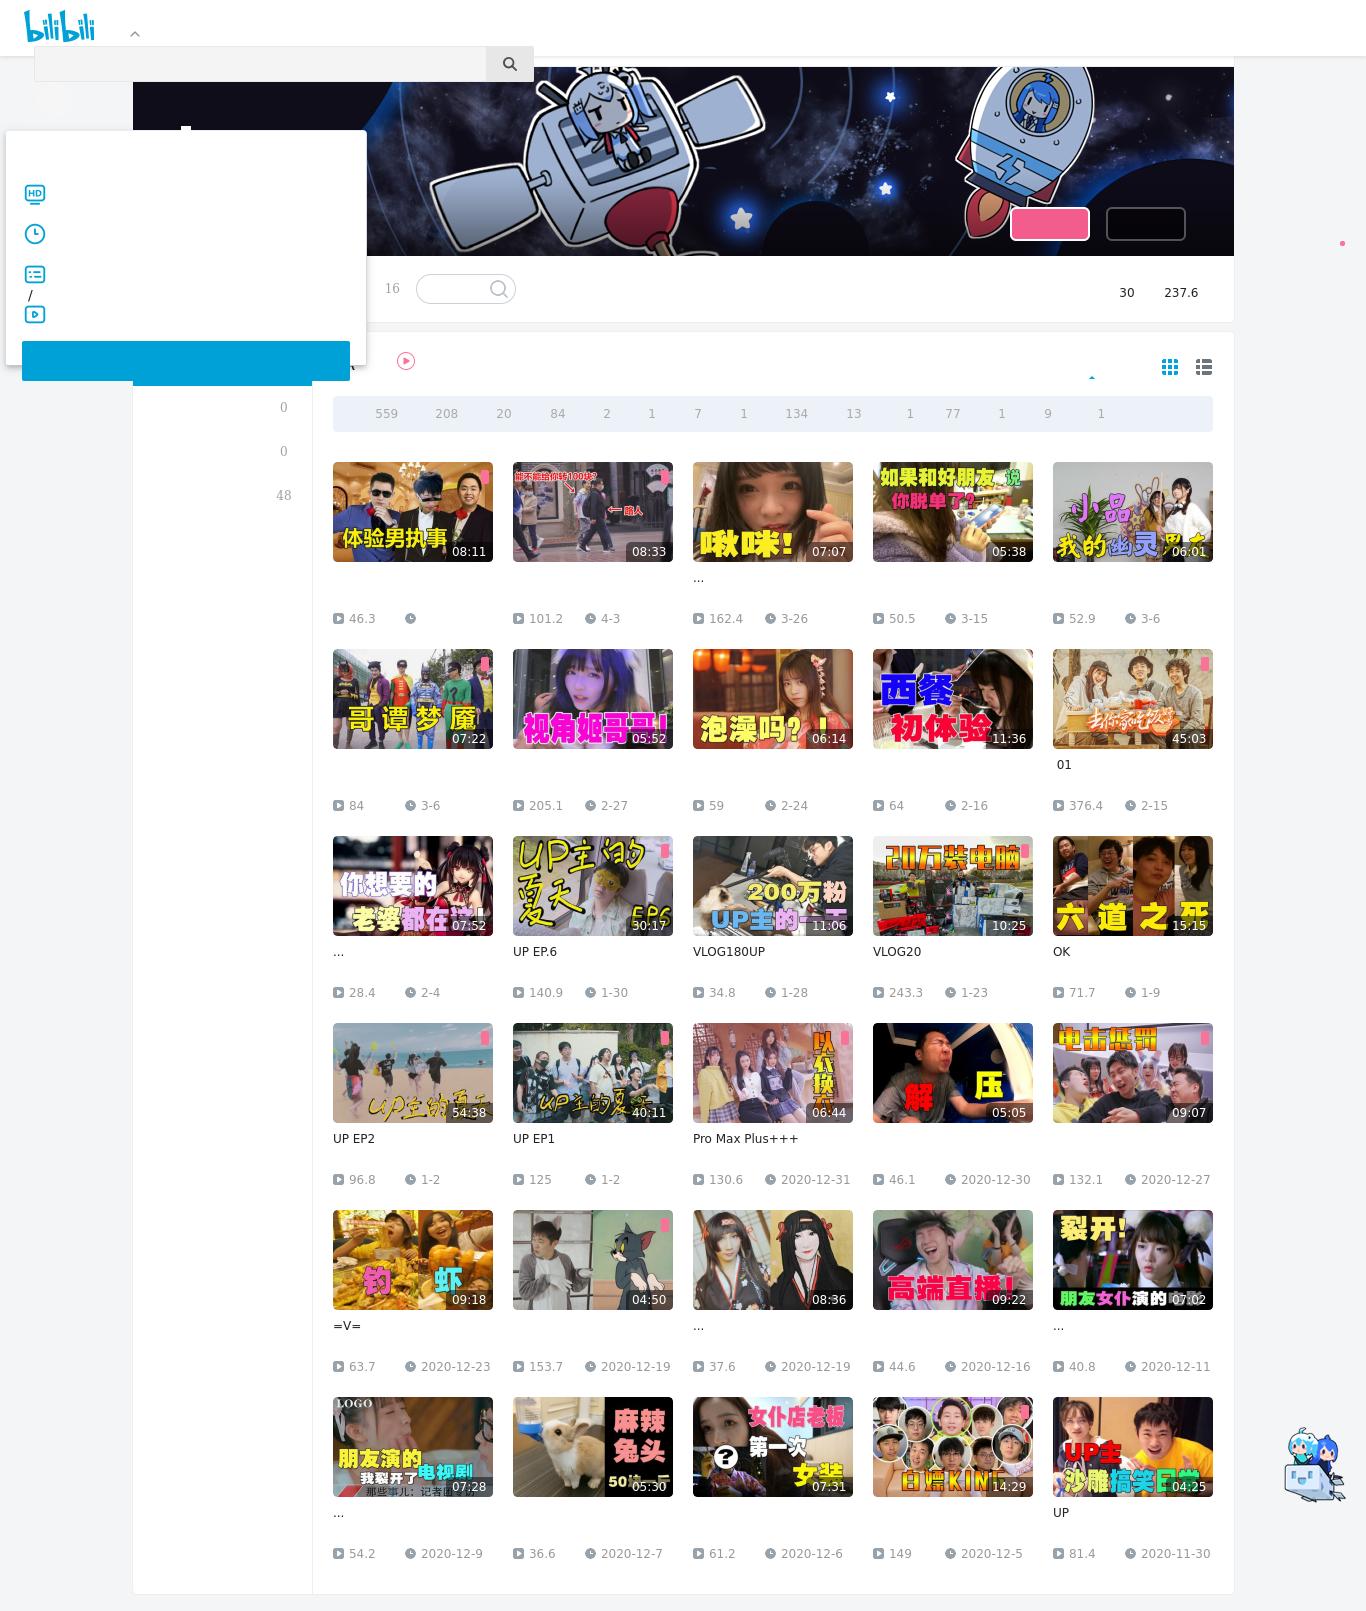 bilibili
HD
/
16
30 237.6
559 208 20 84 2 1 7 1 134 13 1 77 1 9 1
0
0
48
体验男执事
08:11
能不能给你转100块?
路人
08:33
啾咪!
07:07
如果和好朋友说
你脱单了?
05:38
小品
我的幽灵男友
06:01
...
46.3
101.2 4-3
162.4 3-26
50.5 3-15
52.9 3-6
哥谭梦魇
07:22
视角姬哥哥!
05:52
泡澡吗?!
06:14
西餐
初体验
11:36
去你家吃饭
45:03
01
84 3-6
205.1 2-27
59 2-24
64 2-16
376.4 2-15
你想要的
老婆都在这!
07:52
UP主的
夏天
EP6
30:17
200万粉
UP主的一天
11:06
20万装电脑
10:25
六道之死
15:15
...
UP EP.6
VLOG180UP
VLOG20
OK
28.4 2-4
140.9 1-30
34.8 1-28
243.3 1-23
71.7 1-9
UP主的夏天
54:38
UP主的夏天
40:11
以衣换衣
06:44
解压
05:05
电击惩罚
09:07
UP EP2
UP EP1
Pro Max Plus+++
96.8 1-2
125 1-2
130.6 2020-12-31
46.1 2020-12-30
132.1 2020-12-27
钓虾
09:18
04:50
08:36
高端直播!
09:22
裂开!
朋友女仆演的
07:02
=V=
...
...
63.7 2020-12-23
153.7 2020-12-19
37.6 2020-12-19
44.6 2020-12-16
40.8 2020-12-11
LOGO
朋友演的
我裂开了电视剧
那些事儿：记者团专访
07:28
麻辣
兔头
50块一斤
05:30
女仆店老板
第一次
女装
07:31
白嫖KING
14:29
UP主
沙雕搞笑日常
04:25
...
UP
54.2 2020-12-9
36.6 2020-12-7
61.2 2020-12-6
149 2020-12-5
81.4 2020-11-30